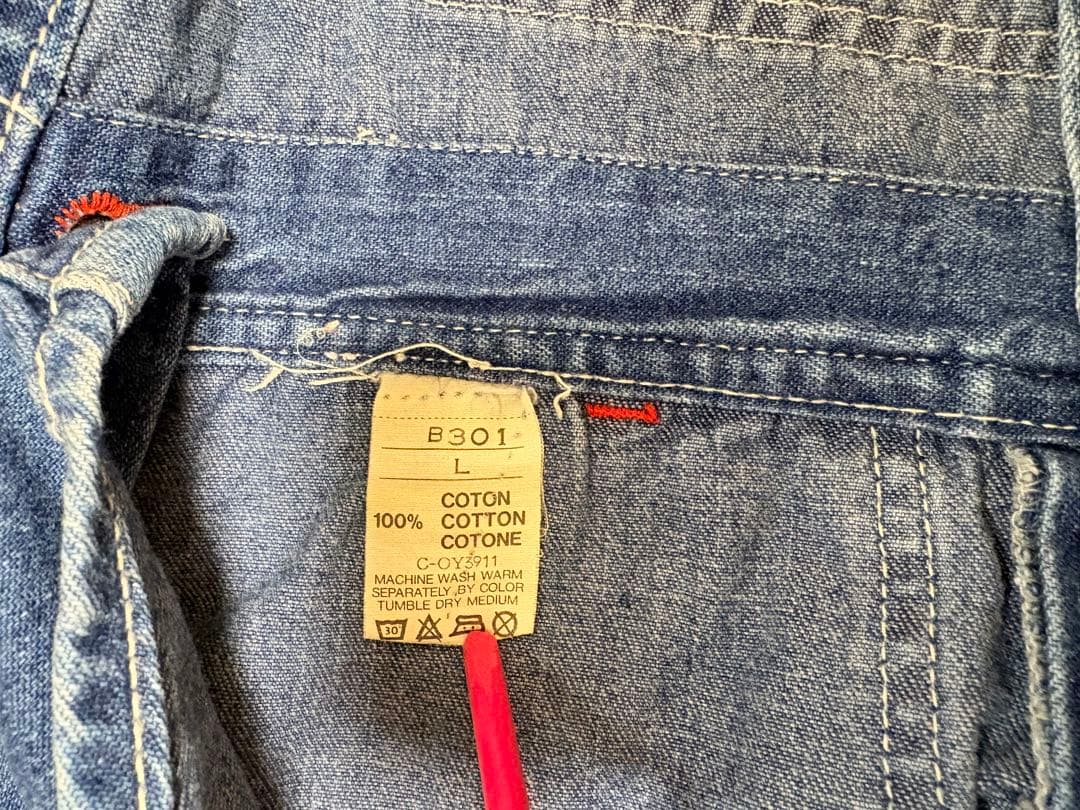 B301
L
COTON
100% COTTON
COTONE
C-OY3911
MACHINE WASH WARM
SEPARATELY BY COLOR
TUMBLE DRY MEDIUM
30